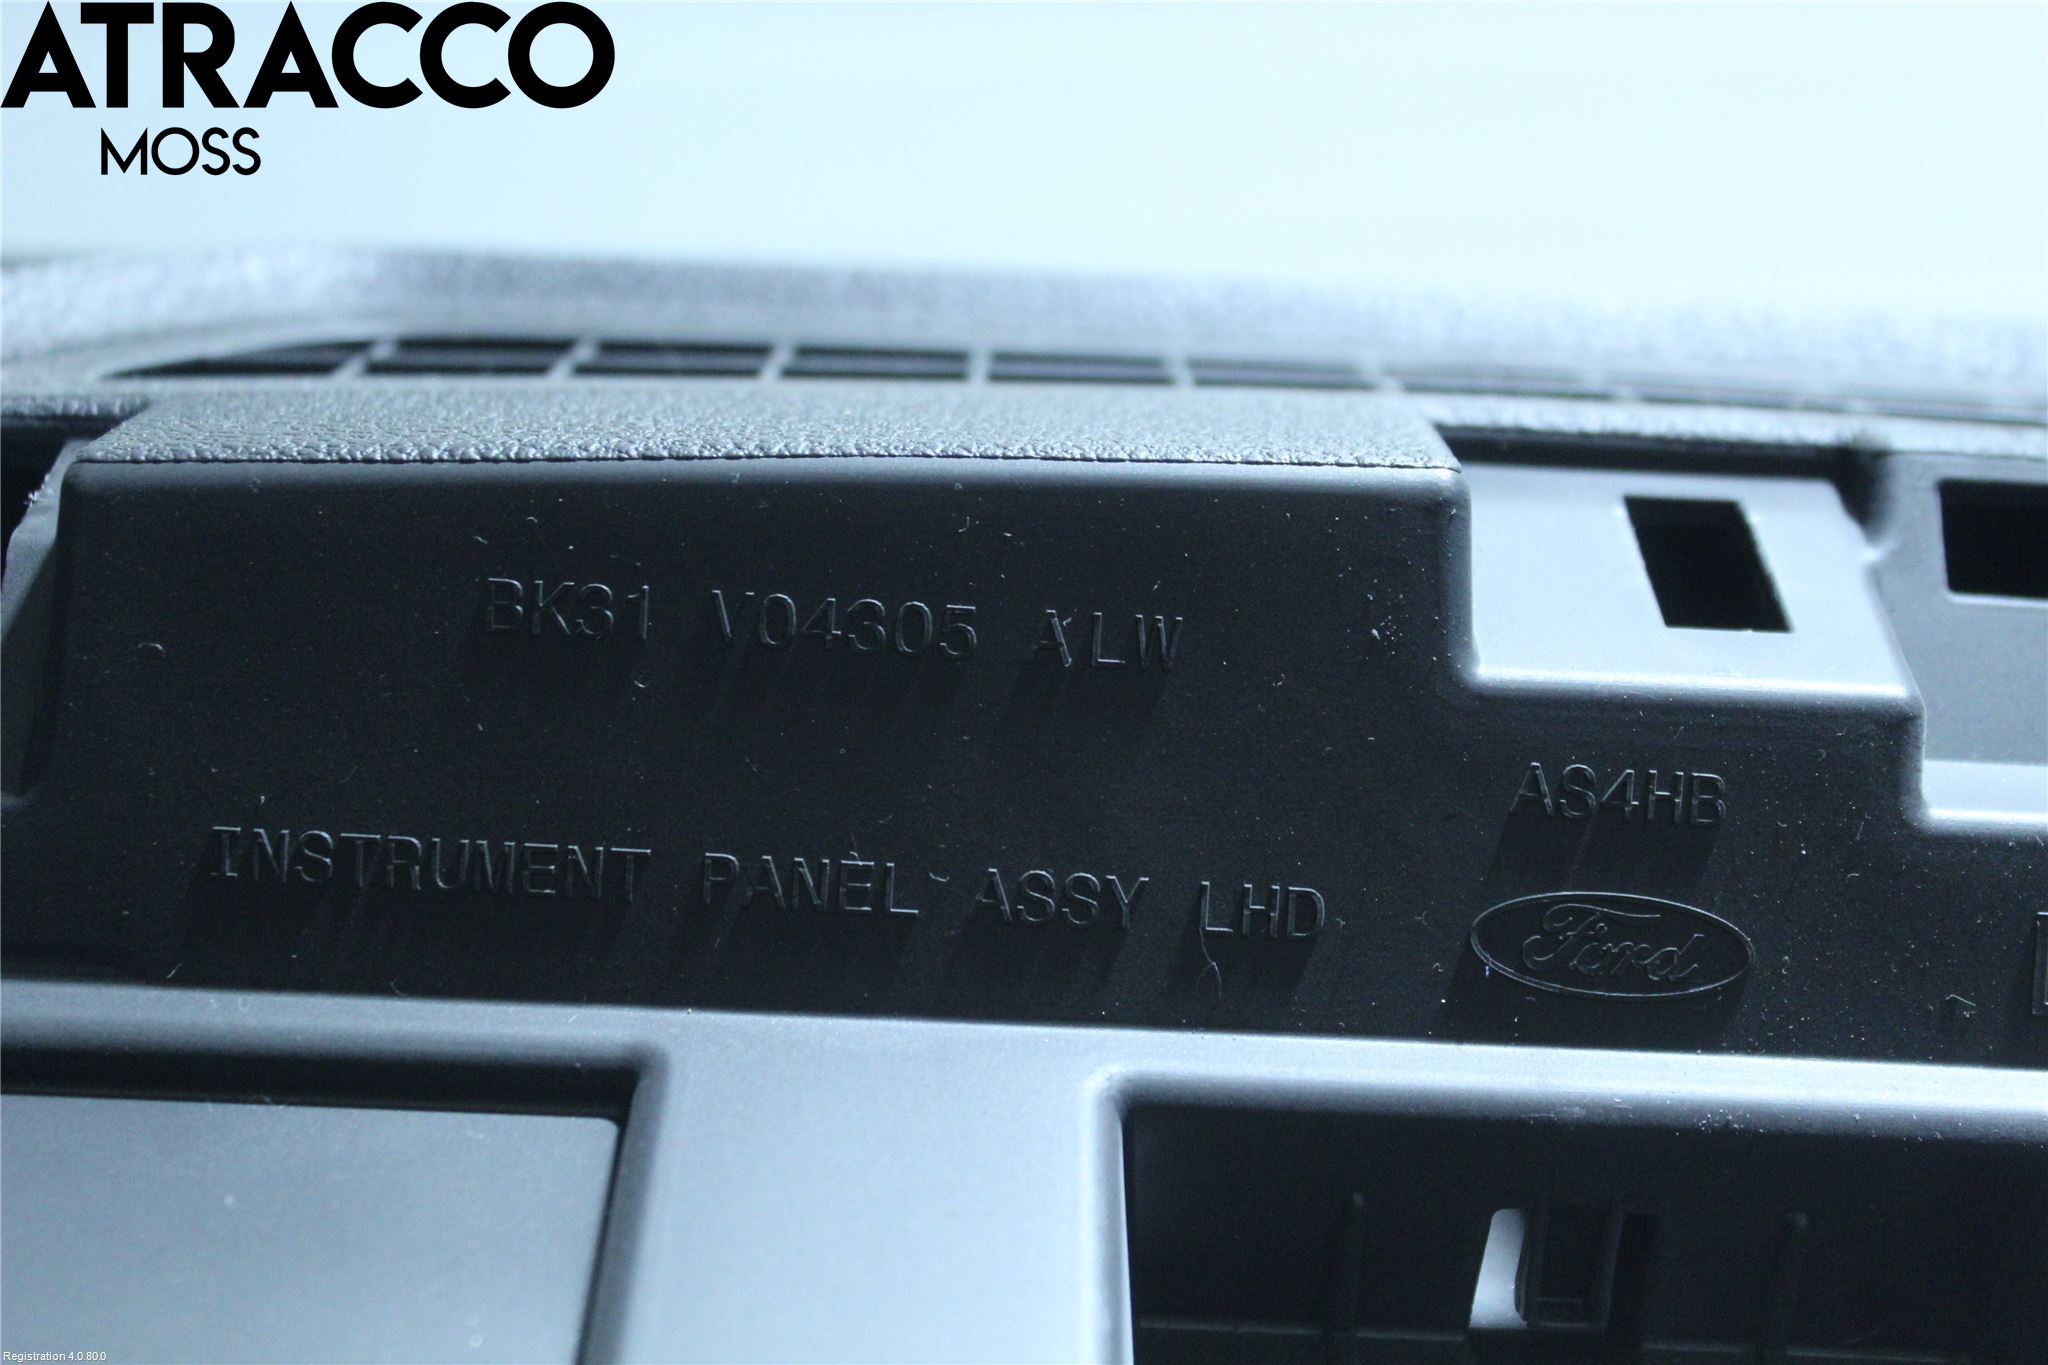 ATRACCO
MOSS
BK31 V04305 ALW
AS4HB
INSTRUMENT PANEL ASSY LHD
Ford
Registration 4.0.80.0